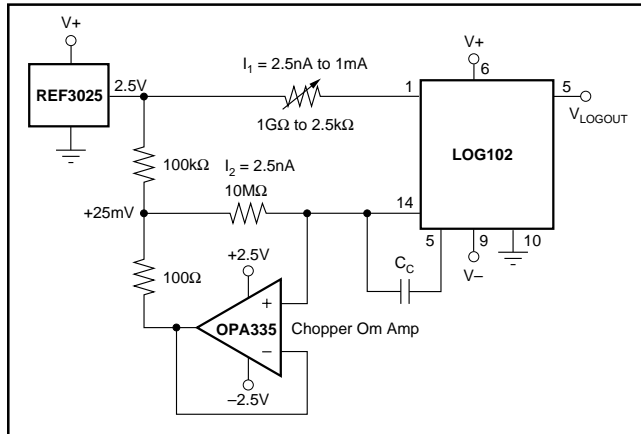 V+
REF3025
2.5V
I1 = 2.5nA to 1mA
1GΩ to 2.5kΩ
1
V+
6
5
VLOGOUT
LOG102
100kΩ
I2 = 2.5nA
10MΩ
+25mV
14
5
9
10
V–
CC
100Ω
+2.5V
+
OPA335
–
Chopper Om Amp
–2.5V